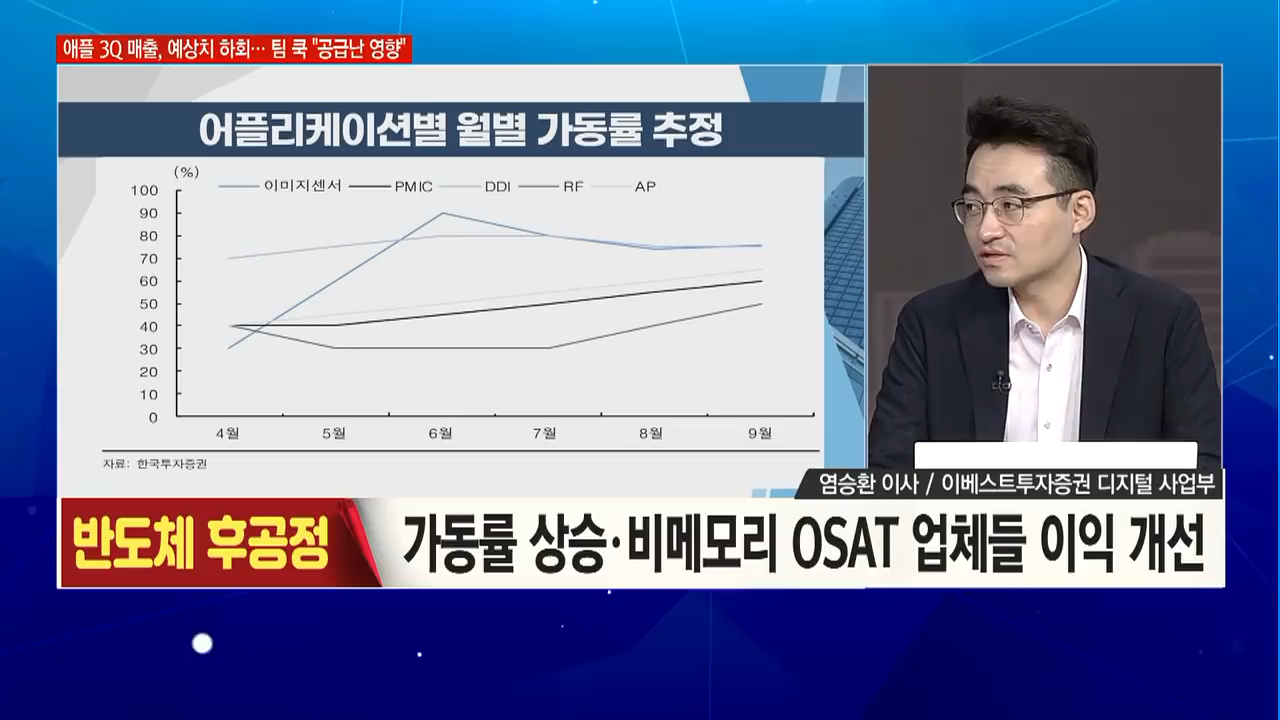 애플 3Q 매출, 예상치 하회… 팀 쿡 "공급난 영향"
어플리케이션별 월별 가동률 추정
(%)
이미지센서 PMIC DDI RF AP
100
90
80
70
60
50
40
30
20
10
0
4월 5월 6월 7월 8월 9월
자료: 한국투자증권
염승환 이사 / 이베스트투자증권 디지털 사업부
반도체 후공정
가동률 상승·비메모리 OSAT 업체들 이익 개선